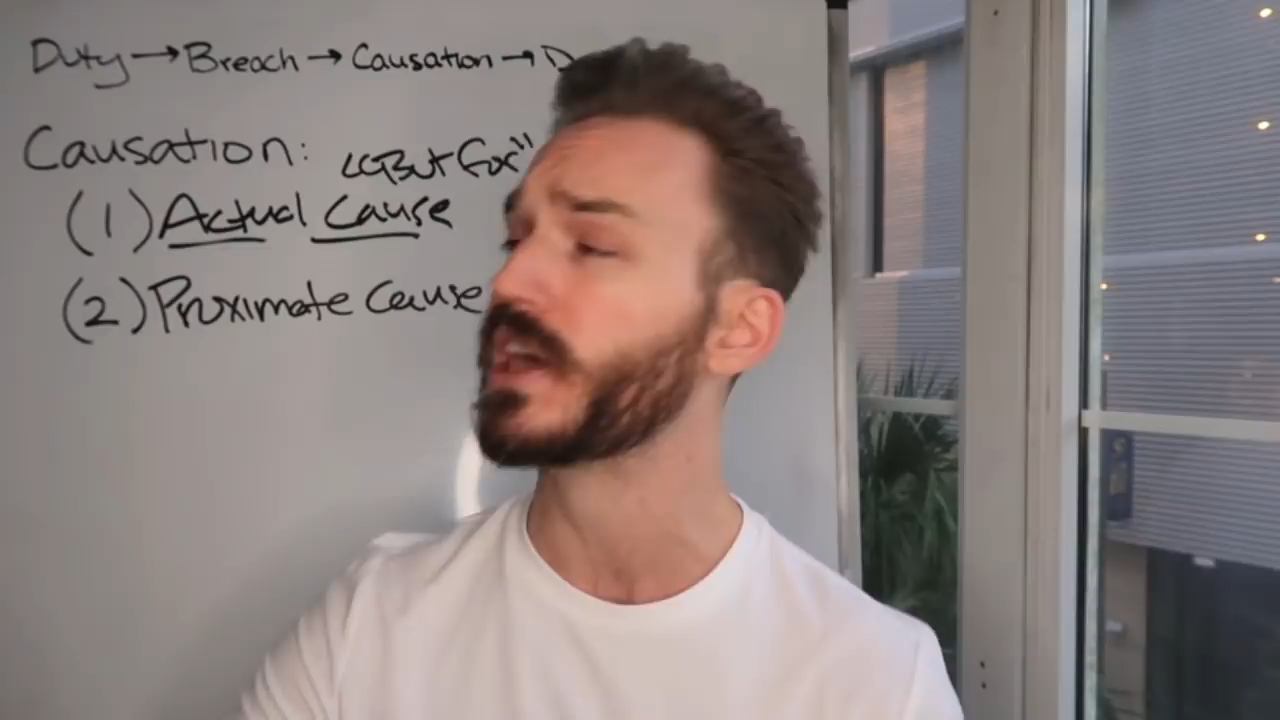 Duty → Breach → Causation → D
Causation: "But for"
(1) Actual Cause
(2) Proximate Cause